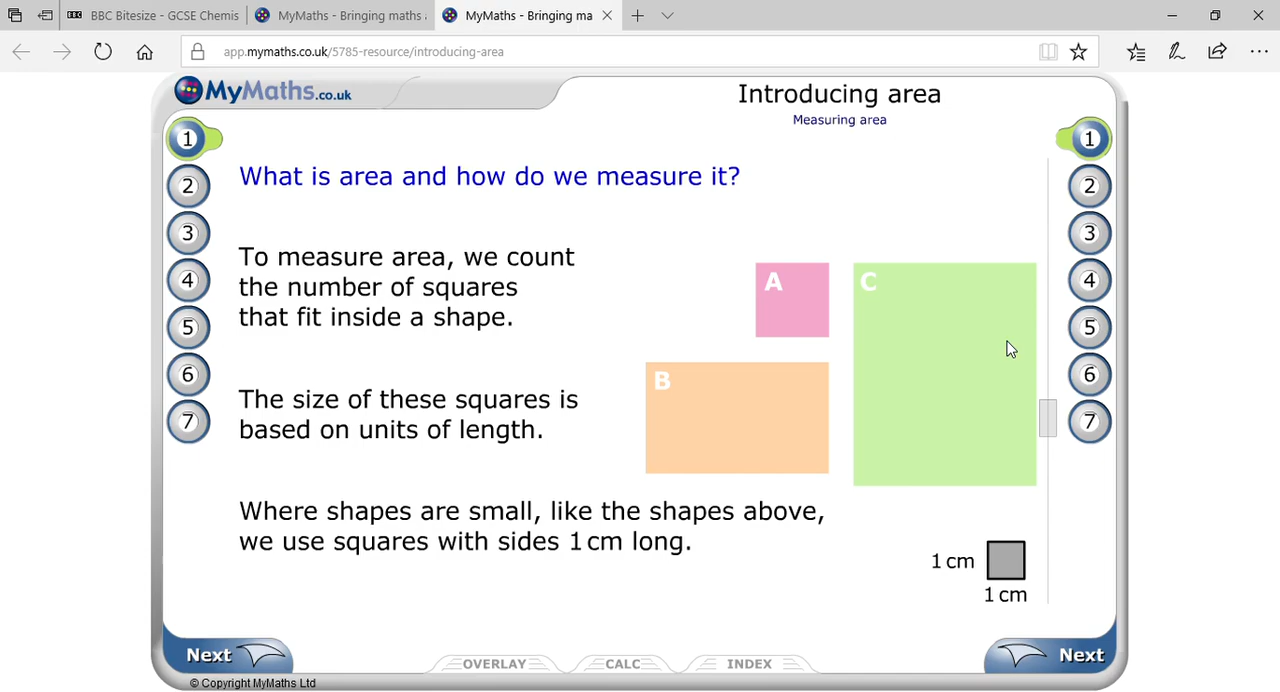 BBC Bitesize - GCSE Chemis
MyMaths - Bringing maths a
MyMaths - Bringing ma
app.mymaths.co.uk/5785-resource/introducing-area
MyMaths.co.uk
Introducing area
Measuring area
1
2
3
4
5
6
7
What is area and how do we measure it?
To measure area, we count
the number of squares
that fit inside a shape.
The size of these squares is
based on units of length.
Where shapes are small, like the shapes above,
we use squares with sides 1 cm long.
A
B
C
1 cm
1 cm
1
2
3
4
5
6
7
Next
OVERLAY
CALC
INDEX
Next
© Copyright MyMaths Ltd